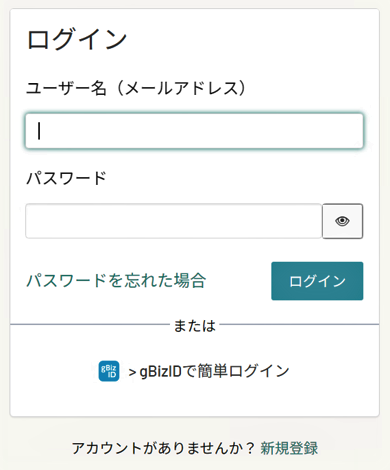 ログイン
ユーザー名（メールアドレス）
パスワード
パスワードを忘れた場合 ログイン
または
gBiz ID > gBizIDで簡単ログイン
アカウントがありませんか？ 新規登録